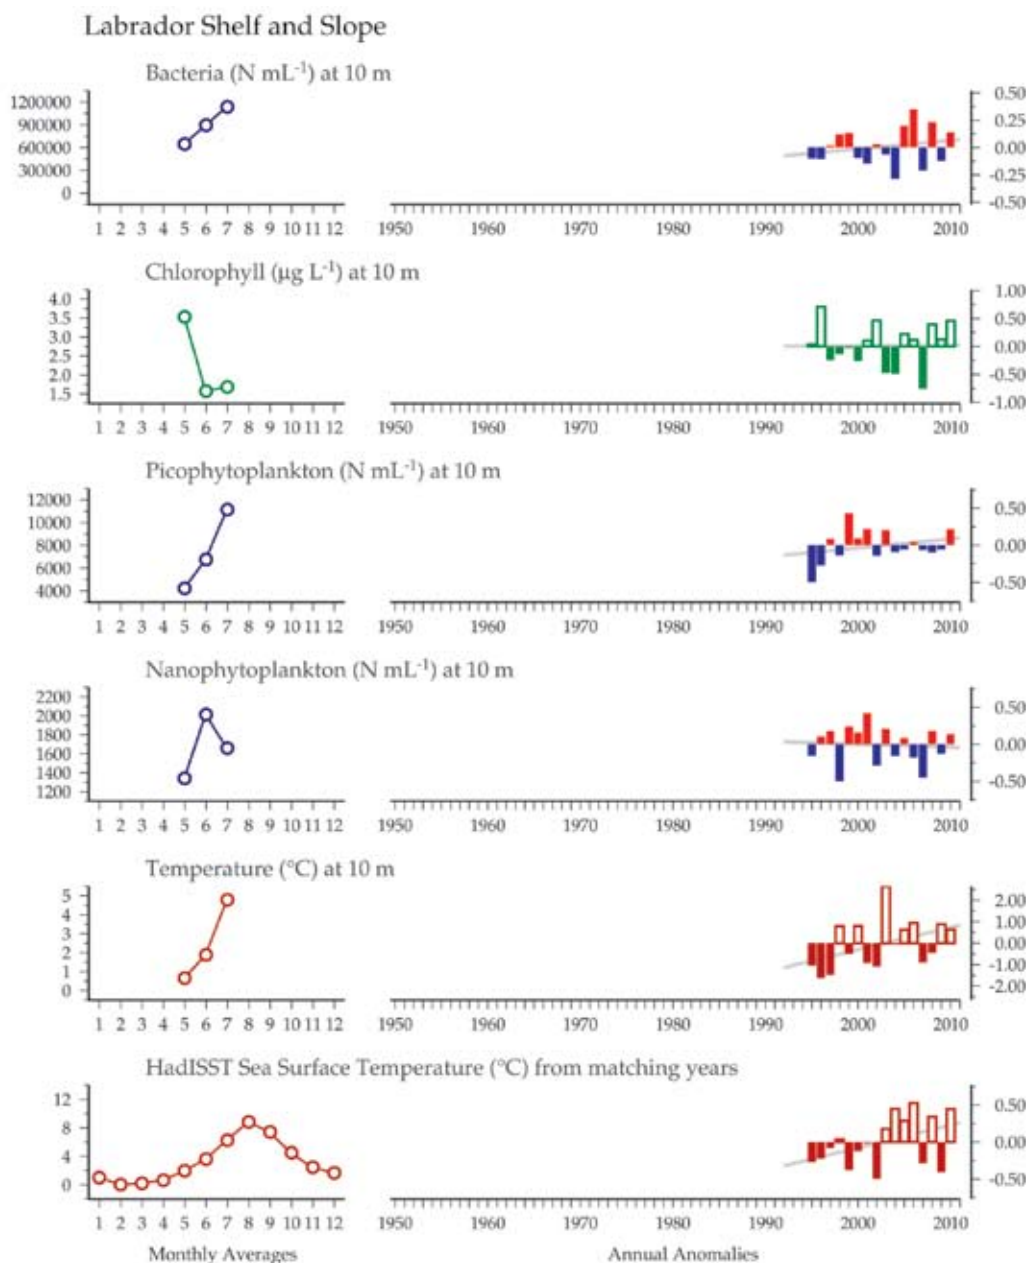 Labrador Shelf and Slope
Bacteria (N mL⁻¹) at 10 m
1200000
900000
600000
300000
0
0.50
0.25
0.00
-0.25
-0.50
1 2 3 4 5 6 7 8 9 10 11 12
1950 1960 1970 1980 1990 2000 2010
Chlorophyll (µg L⁻¹) at 10 m
4.0
3.5
3.0
2.5
2.0
1.5
1.00
0.50
0.00
-0.50
-1.00
1 2 3 4 5 6 7 8 9 10 11 12
1950 1960 1970 1980 1990 2000 2010
Picophytoplankton (N mL⁻¹) at 10 m
12000
10000
8000
6000
4000
0.50
0.00
-0.50
1 2 3 4 5 6 7 8 9 10 11 12
1950 1960 1970 1980 1990 2000 2010
Nanophytoplankton (N mL⁻¹) at 10 m
2200
2000
1800
1600
1400
1200
0.50
0.00
-0.50
1 2 3 4 5 6 7 8 9 10 11 12
1950 1960 1970 1980 1990 2000 2010
Temperature (°C) at 10 m
5
4
3
2
1
0
2.00
1.00
0.00
-1.00
-2.00
1 2 3 4 5 6 7 8 9 10 11 12
1950 1960 1970 1980 1990 2000 2010
HadISST Sea Surface Temperature (°C) from matching years
12
8
4
0
0.50
0.00
-0.50
1 2 3 4 5 6 7 8 9 10 11 12
1950 1960 1970 1980 1990 2000 2010
Monthly Averages
Annual Anomalies